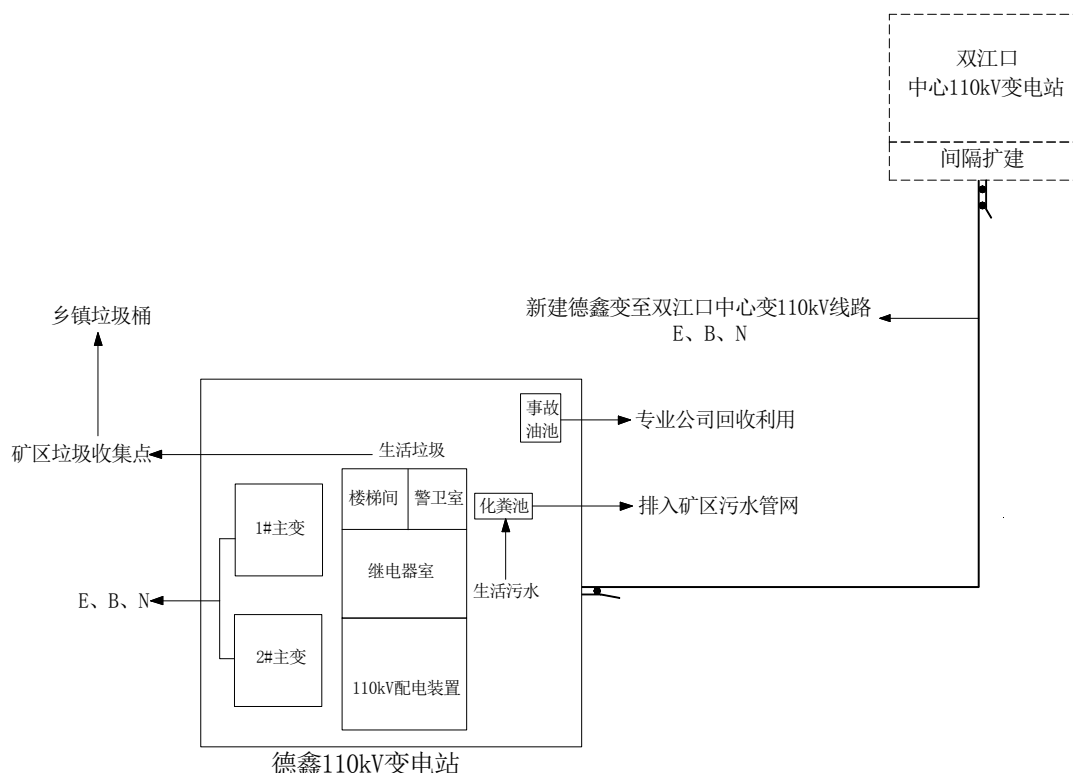 双江口
中心110kV变电站
间隔扩建
新建德鑫变至双江口中心变110kV线路
E、B、N
乡镇垃圾桶
事故
油池
专业公司回收利用
矿区垃圾收集点
生活垃圾
楼梯间
警卫室
化粪池
排入矿区污水管网
1#主变
继电器室
生活污水
E、B、N
2#主变
110kV配电装置
德鑫110kV变电站